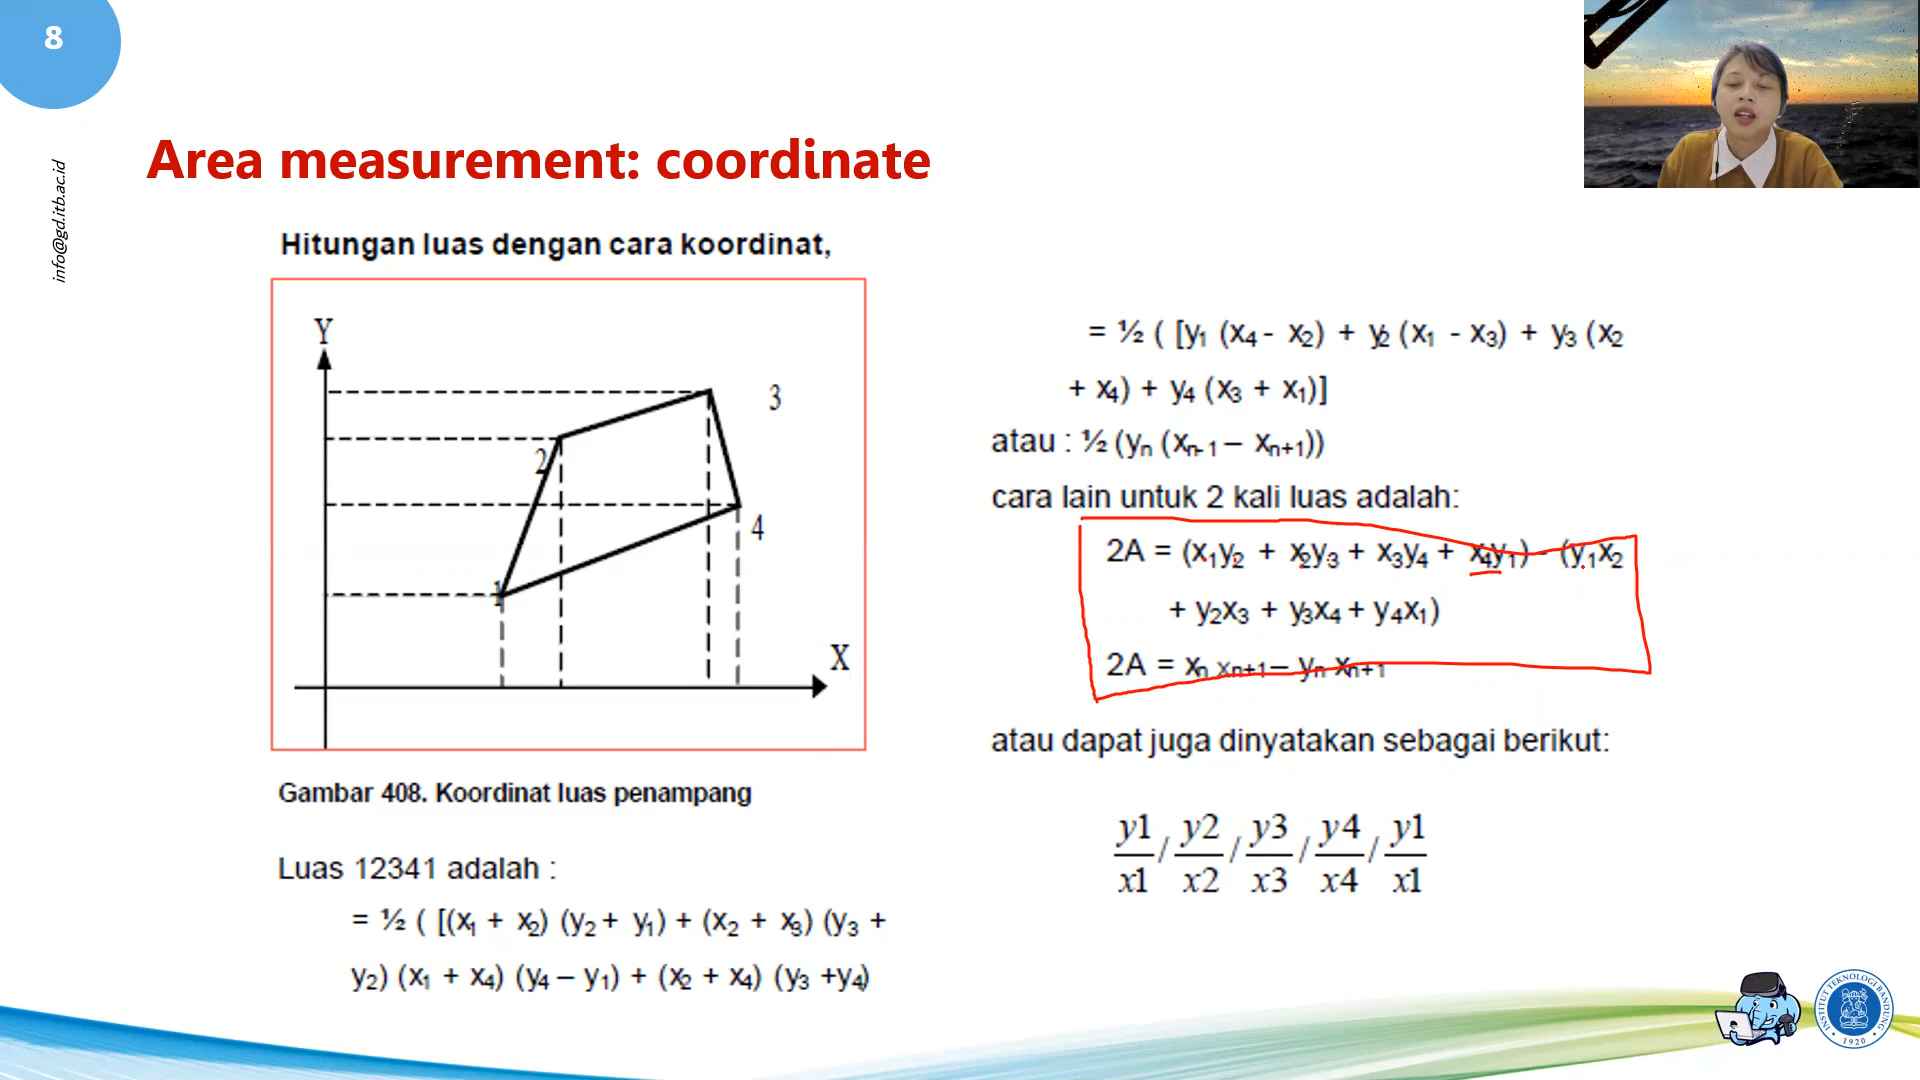 8
info@gd.itb.ac.id
Area measurement: coordinate
Hitungan luas dengan cara koordinat,
Y
3
2
4
1
X
Gambar 408. Koordinat luas penampang
Luas 12341 adalah :
= ½ ( [(x₁ + x₂) (y₂ + y₁) + (x₂ + x₃) (y₃ +
y₂) (x₁ + x₄) (y₄ – y₁) + (x₂ + x₄) (y₃ +y₄)
= ½ ( [y₁ (x₄ - x₂) + y₂ (x₁ - x₃) + y₃ (x₂
+ x₄) + y₄ (x₃ + x₁)]
atau : ½ (yₙ (xₙ₋₁ – xₙ₊₁))
cara lain untuk 2 kali luas adalah:
2A = (x₁y₂ + x₂y₃ + x₃y₄ + x₄y₁) - (y₁x₂
+ y₂x₃ + y₃x₄ + y₄x₁)
2A = xₙ xₙ₊₁ – yₙ xₙ₊₁
atau dapat juga dinyatakan sebagai berikut:
y1/x1 / y2/x2 / y3/x3 / y4/x4 / y1/x1
INSTITUT TEKNOLOGI BANDUNG
1920